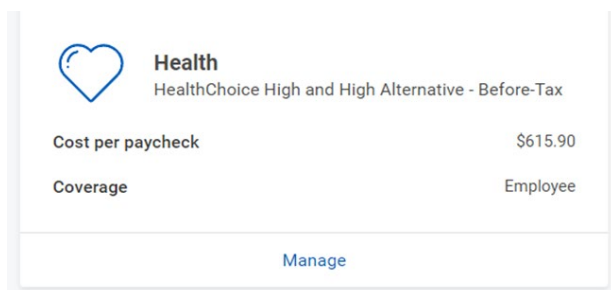 Health
HealthChoice High and High Alternative - Before-Tax
Cost per paycheck $615.90
Coverage Employee
Manage